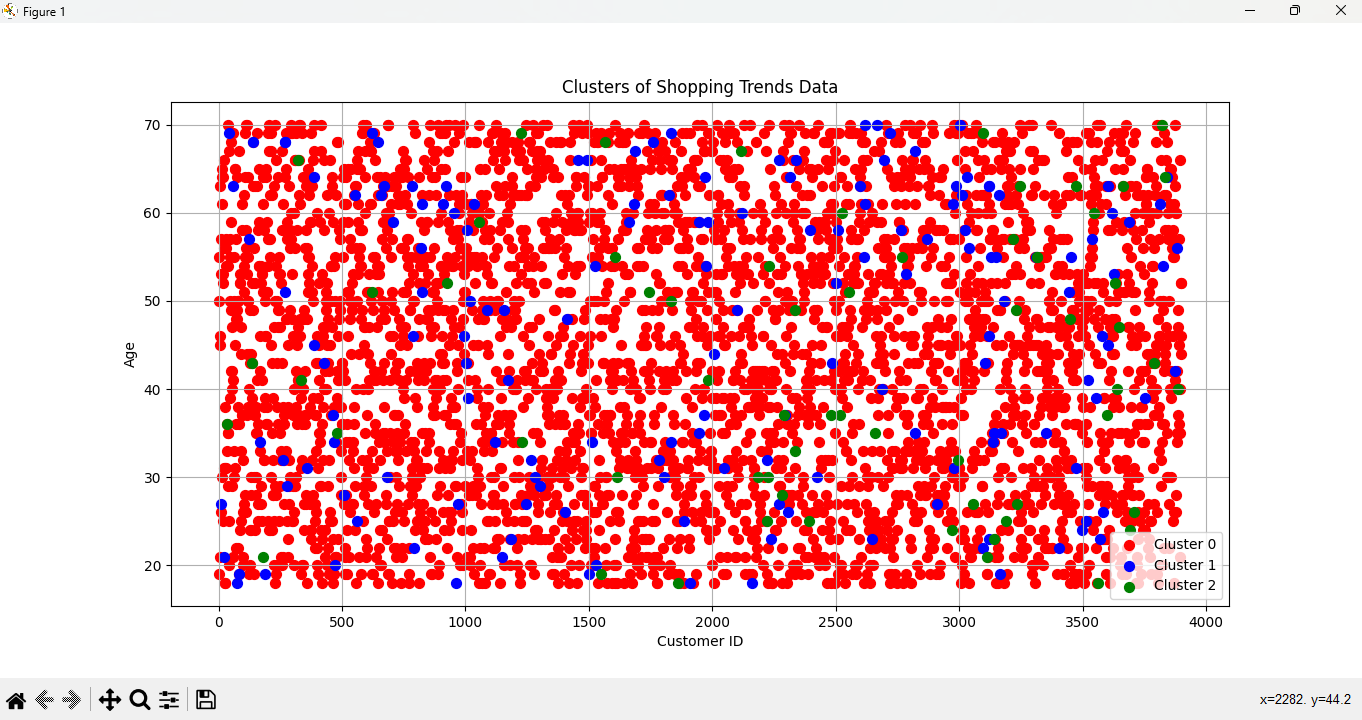 Figure 1
Clusters of Shopping Trends Data
70
60
50
40
30
20
Age
Cluster 0
Cluster 1
Cluster 2
0 500 1000 1500 2000 2500 3000 3500 4000
Customer ID
x=2282. y=44.2